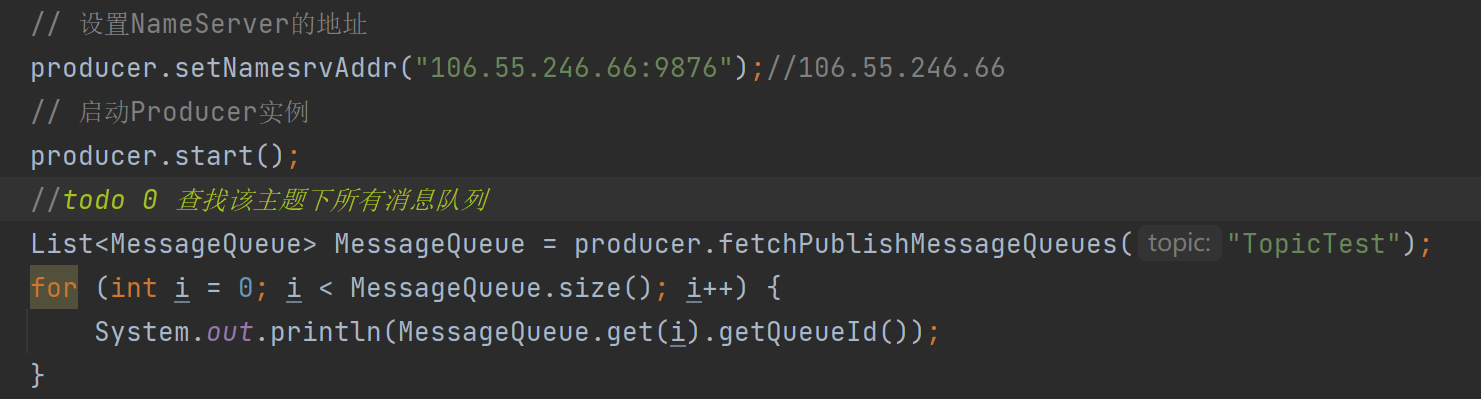 // 设置NameServer的地址
producer.setNamesrvAddr("106.55.246.66:9876");//106.55.246.66
// 启动Producer实例
producer.start();
//todo 0 查找该主题下所有消息队列
List<MessageQueue> MessageQueue = producer.fetchPublishMessageQueues( topic: "TopicTest");
for (int i = 0; i < MessageQueue.size(); i++) {
    System.out.println(MessageQueue.get(i).getQueueId());
}